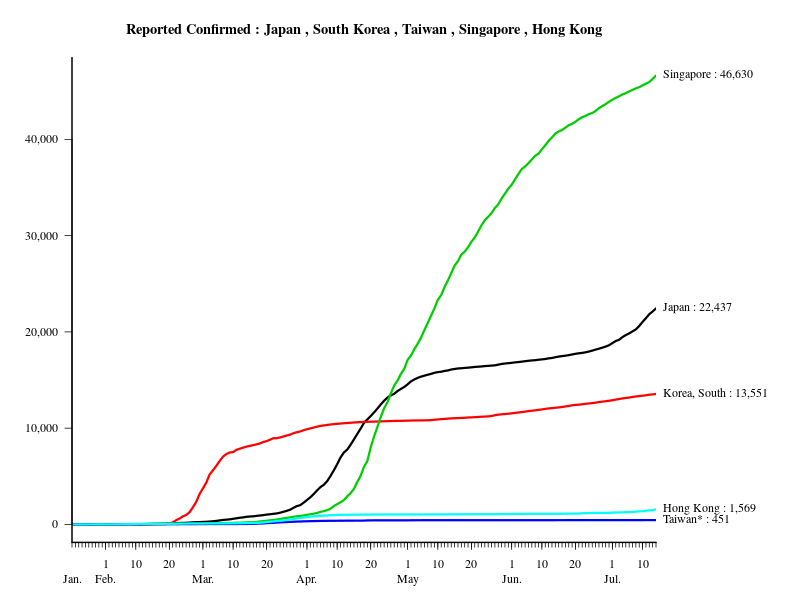 Reported Confirmed : Japan , South Korea , Taiwan , Singapore , Hong Kong
Singapore : 46,630
40,000
30,000
Japan : 22,437
20,000
Korea, South : 13,551
10,000
Hong Kong : 1,569
Taiwan* : 451
0
1 10 20 1 10 20 1 10 20 1 10 20 1 10 20 1 10
Jan. Feb. Mar. Apr. May Jun. Jul.